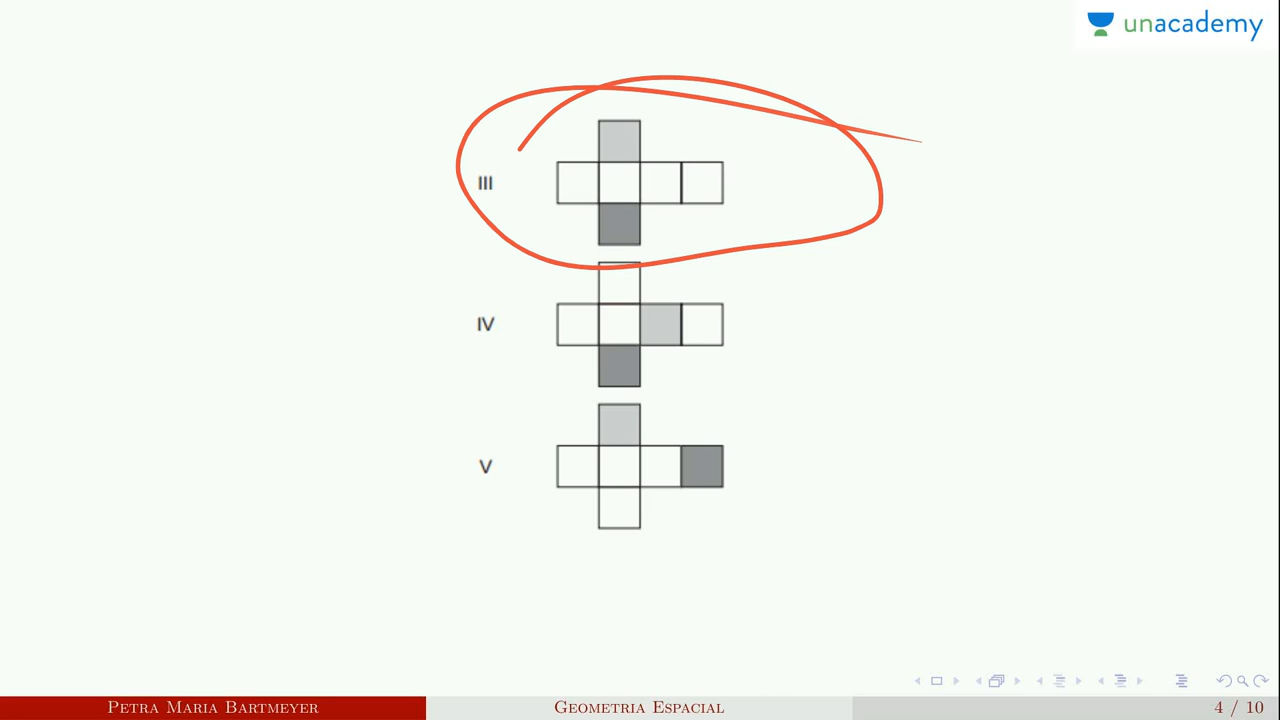 unacademy
III
IV
V
PETRA MARIA BARTMEYER
GEOMETRIA ESPACIAL
4 / 10